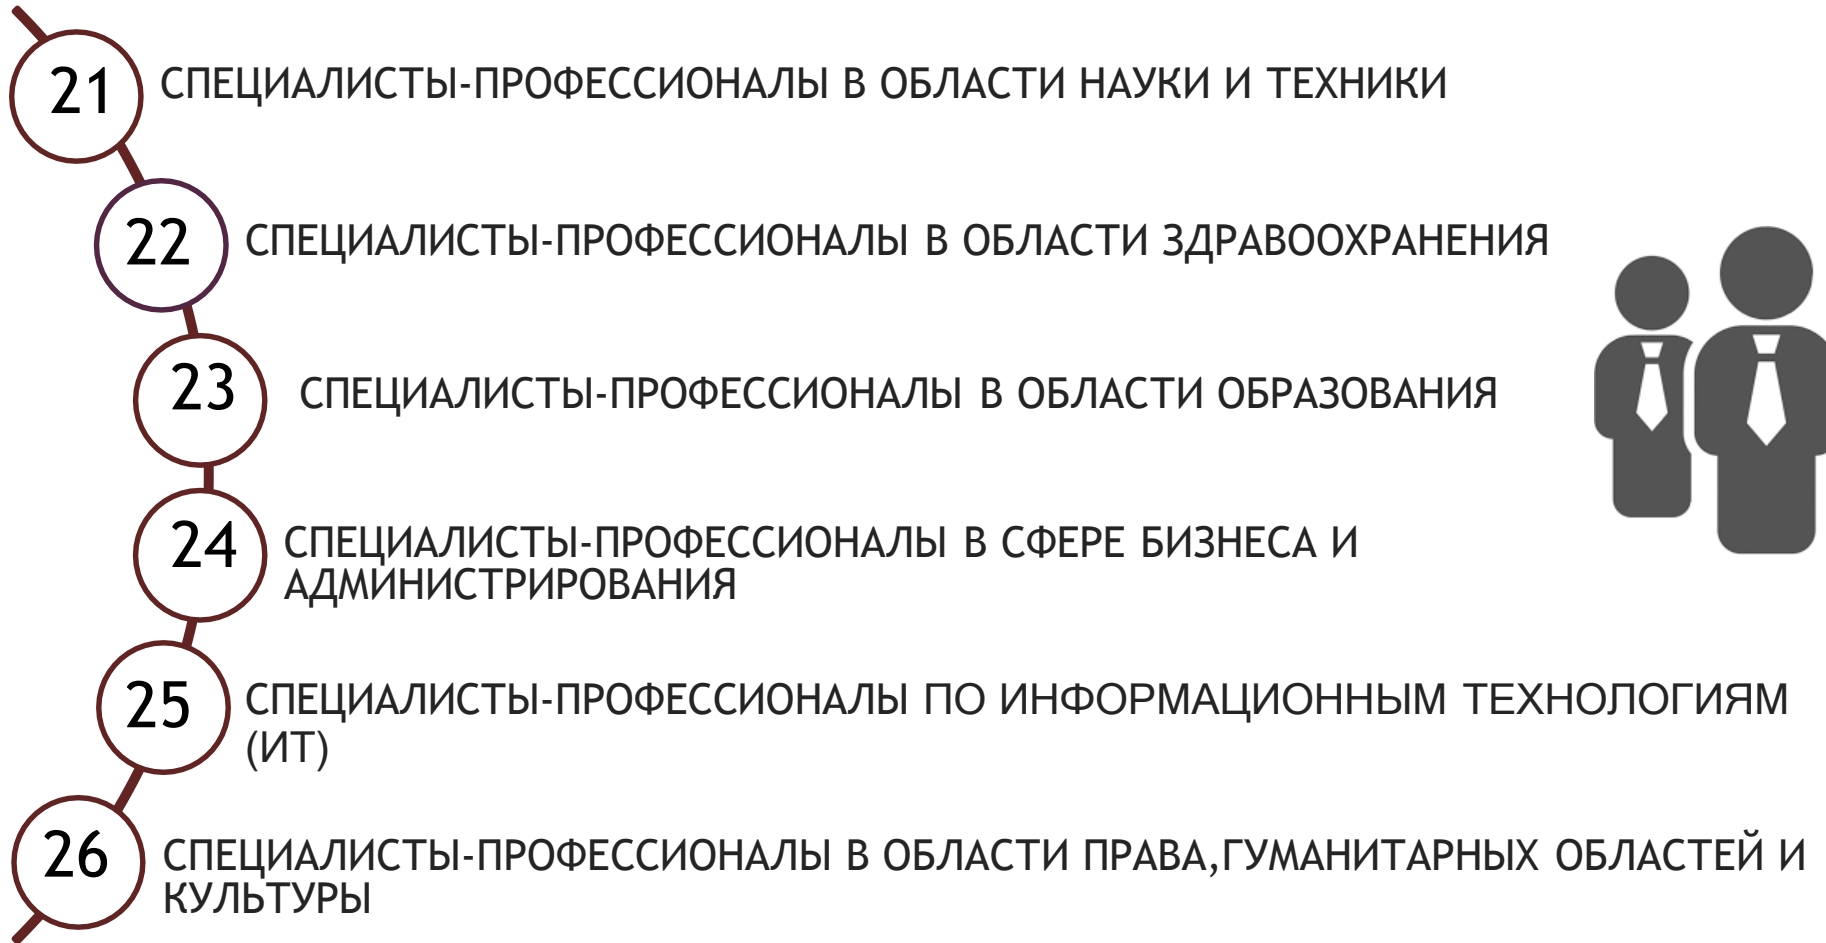 21
СПЕЦИАЛИСТЫ-ПРОФЕССИОНАЛЫ В ОБЛАСТИ НАУКИ И ТЕХНИКИ
22
СПЕЦИАЛИСТЫ-ПРОФЕССИОНАЛЫ В ОБЛАСТИ ЗДРАВООХРАНЕНИЯ
23
СПЕЦИАЛИСТЫ-ПРОФЕССИОНАЛЫ В ОБЛАСТИ ОБРАЗОВАНИЯ
24
СПЕЦИАЛИСТЫ-ПРОФЕССИОНАЛЫ В СФЕРЕ БИЗНЕСА И
АДМИНИСТРИРОВАНИЯ
25
СПЕЦИАЛИСТЫ-ПРОФЕССИОНАЛЫ ПО ИНФОРМАЦИОННЫМ ТЕХНОЛОГИЯМ
(ИТ)
26
СПЕЦИАЛИСТЫ-ПРОФЕССИОНАЛЫ В ОБЛАСТИ ПРАВА,ГУМАНИТАРНЫХ ОБЛАСТЕЙ И
КУЛЬТУРЫ